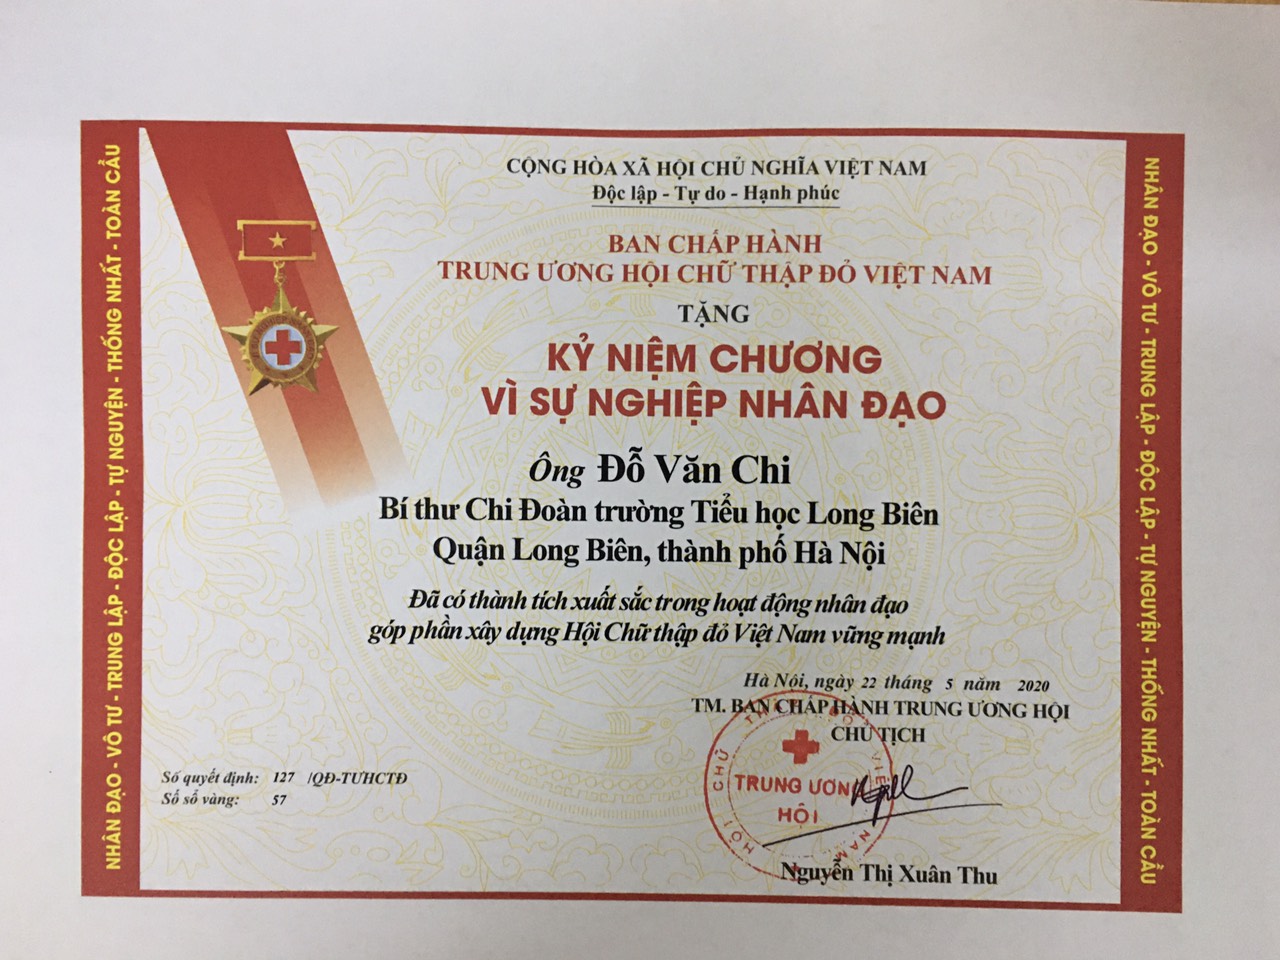 CỘNG HÒA XÃ HỘI CHỦ NGHĨA VIỆT NAM
Độc lập - Tự do - Hạnh phúc
BAN CHẤP HÀNH
TRUNG ƯƠNG HỘI CHỮ THẬP ĐỎ VIỆT NAM
TẶNG
KỶ NIỆM CHƯƠNG
VÌ SỰ NGHIỆP NHÂN ĐẠO
Ông Đỗ Văn Chi
Bí thư Chi Đoàn trường Tiểu học Long Biên
Quận Long Biên, thành phố Hà Nội
Đã có thành tích xuất sắc trong hoạt động nhân đạo
góp phần xây dựng Hội Chữ thập đỏ Việt Nam vững mạnh
Hà Nội, ngày 22 tháng 5 năm 2020
TM. BAN CHẤP HÀNH TRUNG ƯƠNG HỘI
CHỦ TỊCH
HỘI CHỮ THẬP ĐỎ VIỆT NAM
TRUNG ƯƠNG
HỘI
Nguyễn Thị Xuân Thu
Số quyết định: 127 /QĐ-TƯHCTĐ
Số sổ vàng: 57
NHÂN ĐẠO - VÔ TƯ - TRUNG LẬP - ĐỘC LẬP - TỰ NGUYỆN - THỐNG NHẤT - TOÀN CẦU
NHÂN ĐẠO - VÔ TƯ - TRUNG LẬP - ĐỘC LẬP - TỰ NGUYỆN - THỐNG NHẤT - TOÀN CẦU